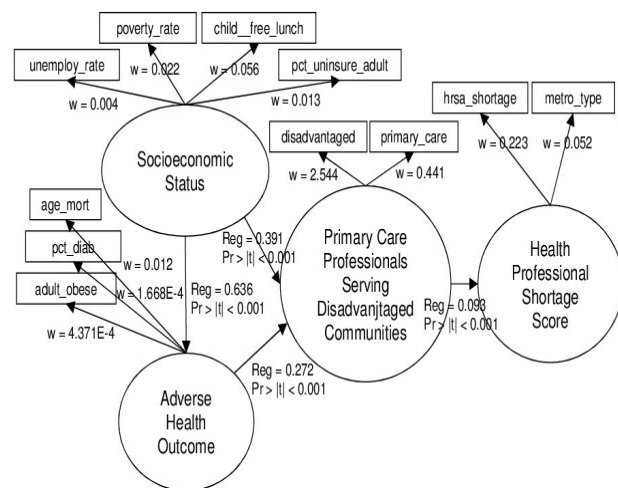 poverty_rate
child__free_lunch
unemploy_rate
pct_uninsure_adult
w = 0.022
w = 0.056
w = 0.004
w = 0.013
hrsa_shortage
metro_type
disadvantaged
primary_care
w = 0.223
w = 0.052
w = 2.544
w = 0.441
Socioeconomic
Status
age_mort
pct_diab
adult_obese
w = 0.012
w = 1.668E-4
w = 4.371E-4
Reg = 0.391
Pr > |t| < 0.001
Reg = 0.636
Pr > |t| < 0.001
Primary Care
Professionals
Serving
Disadvanjtaged
Communities
Health
Professional
Shortage
Score
Reg = 0.093
Pr > |t| < 0.001
Reg = 0.272
Pr > |t| < 0.001
Adverse
Health
Outcome